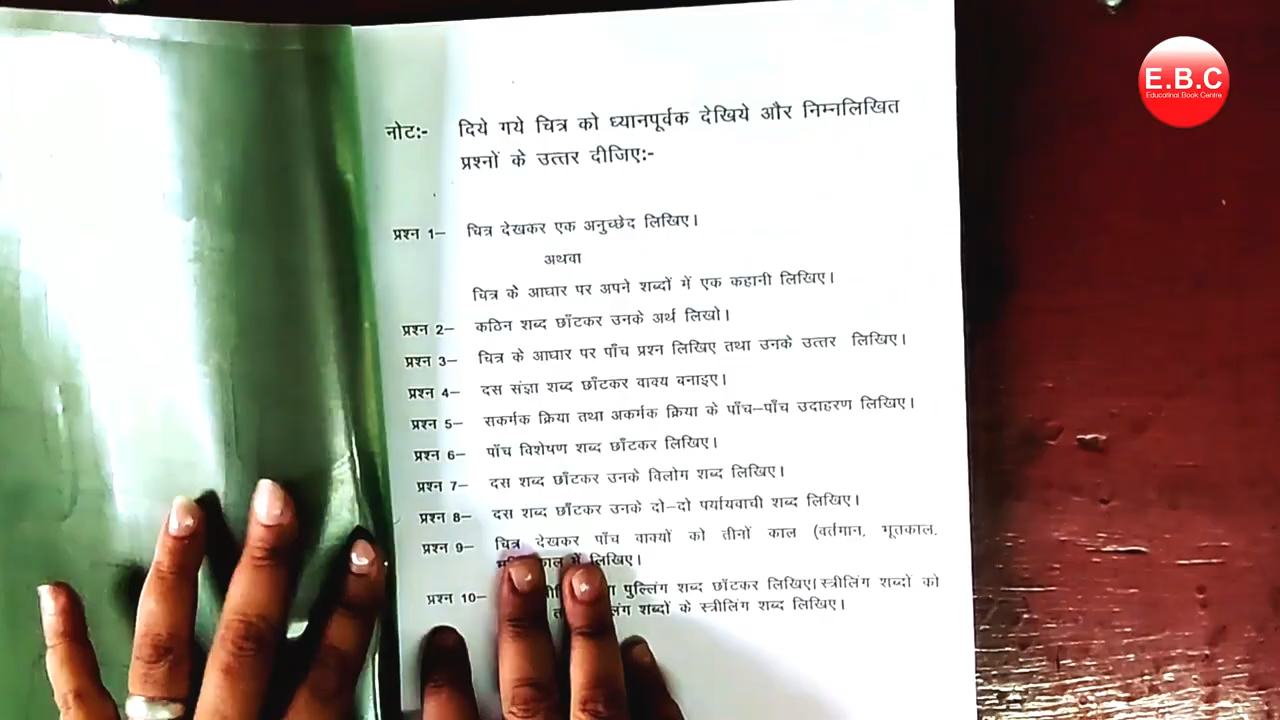 E.B.C
Educatinal Book Centre
नोट:- दिये गये चित्र को ध्यानपूर्वक देखिये और निम्नलिखित
प्रश्नों के उत्तर दीजिए:-
प्रश्न 1– चित्र देखकर एक अनुच्छेद लिखिए।
अथवा
चित्र के आधार पर अपने शब्दों में एक कहानी लिखिए।
प्रश्न 2– कठिन शब्द छाँटकर उनके अर्थ लिखो।
प्रश्न 3– चित्र के आधार पर पाँच प्रश्न लिखिए तथा उनके उत्तर लिखिए।
प्रश्न 4– दस संज्ञा शब्द छाँटकर वाक्य बनाइए।
प्रश्न 5– सकर्मक क्रिया तथा अकर्मक क्रिया के पाँच–पाँच उदाहरण लिखिए।
प्रश्न 6– पाँच विशेषण शब्द छाँटकर लिखिए।
प्रश्न 7– दस शब्द छाँटकर उनके विलोम शब्द लिखिए।
प्रश्न 8– दस शब्द छाँटकर उनके दो–दो पर्यायवाची शब्द लिखिए।
प्रश्न 9– चित्र देखकर पाँच वाक्यों को तीनों काल (वर्तमान, भूतकाल,
में लिखिए।
प्रश्न 10– पुल्लिंग शब्द छाँटकर लिखिए। स्त्रीलिंग शब्दों को
शब्दों के स्त्रीलिंग शब्द लिखिए।